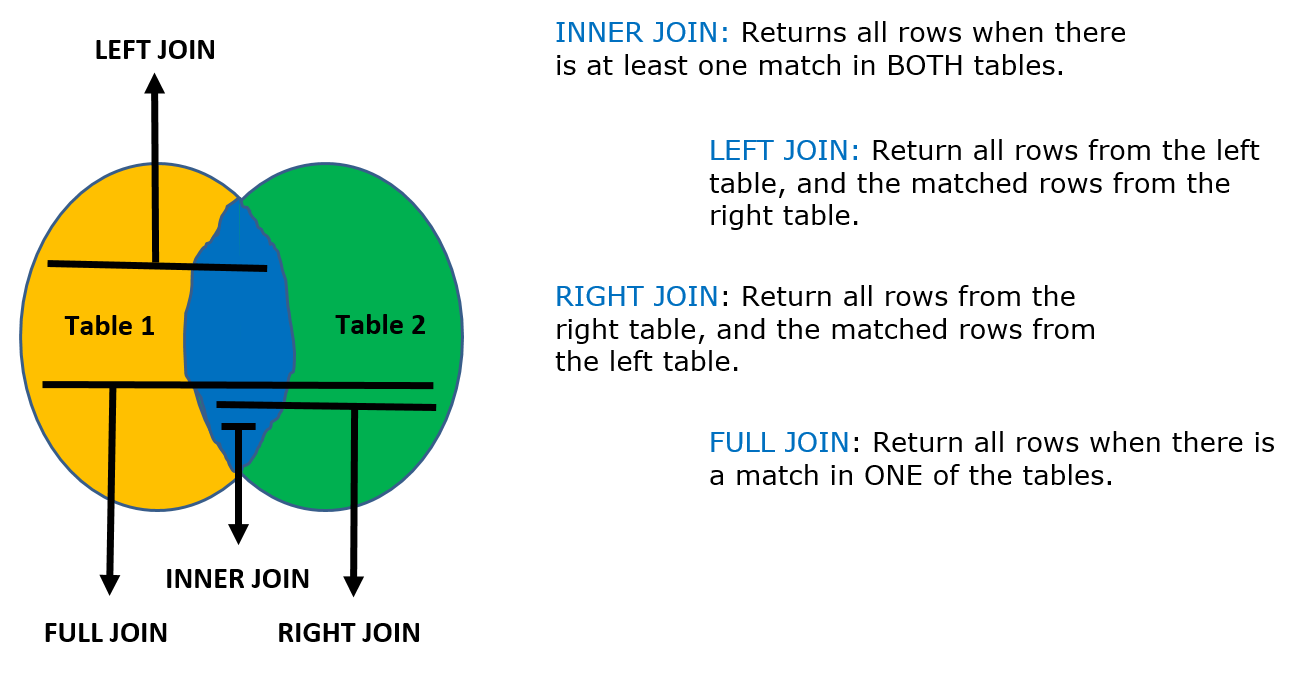 LEFT JOIN
Table 1
Table 2
INNER JOIN
FULL JOIN
RIGHT JOIN
INNER JOIN: Returns all rows when there
is at least one match in BOTH tables.
LEFT JOIN: Return all rows from the left
table, and the matched rows from the
right table.
RIGHT JOIN: Return all rows from the
right table, and the matched rows from
the left table.
FULL JOIN: Return all rows when there is
a match in ONE of the tables.